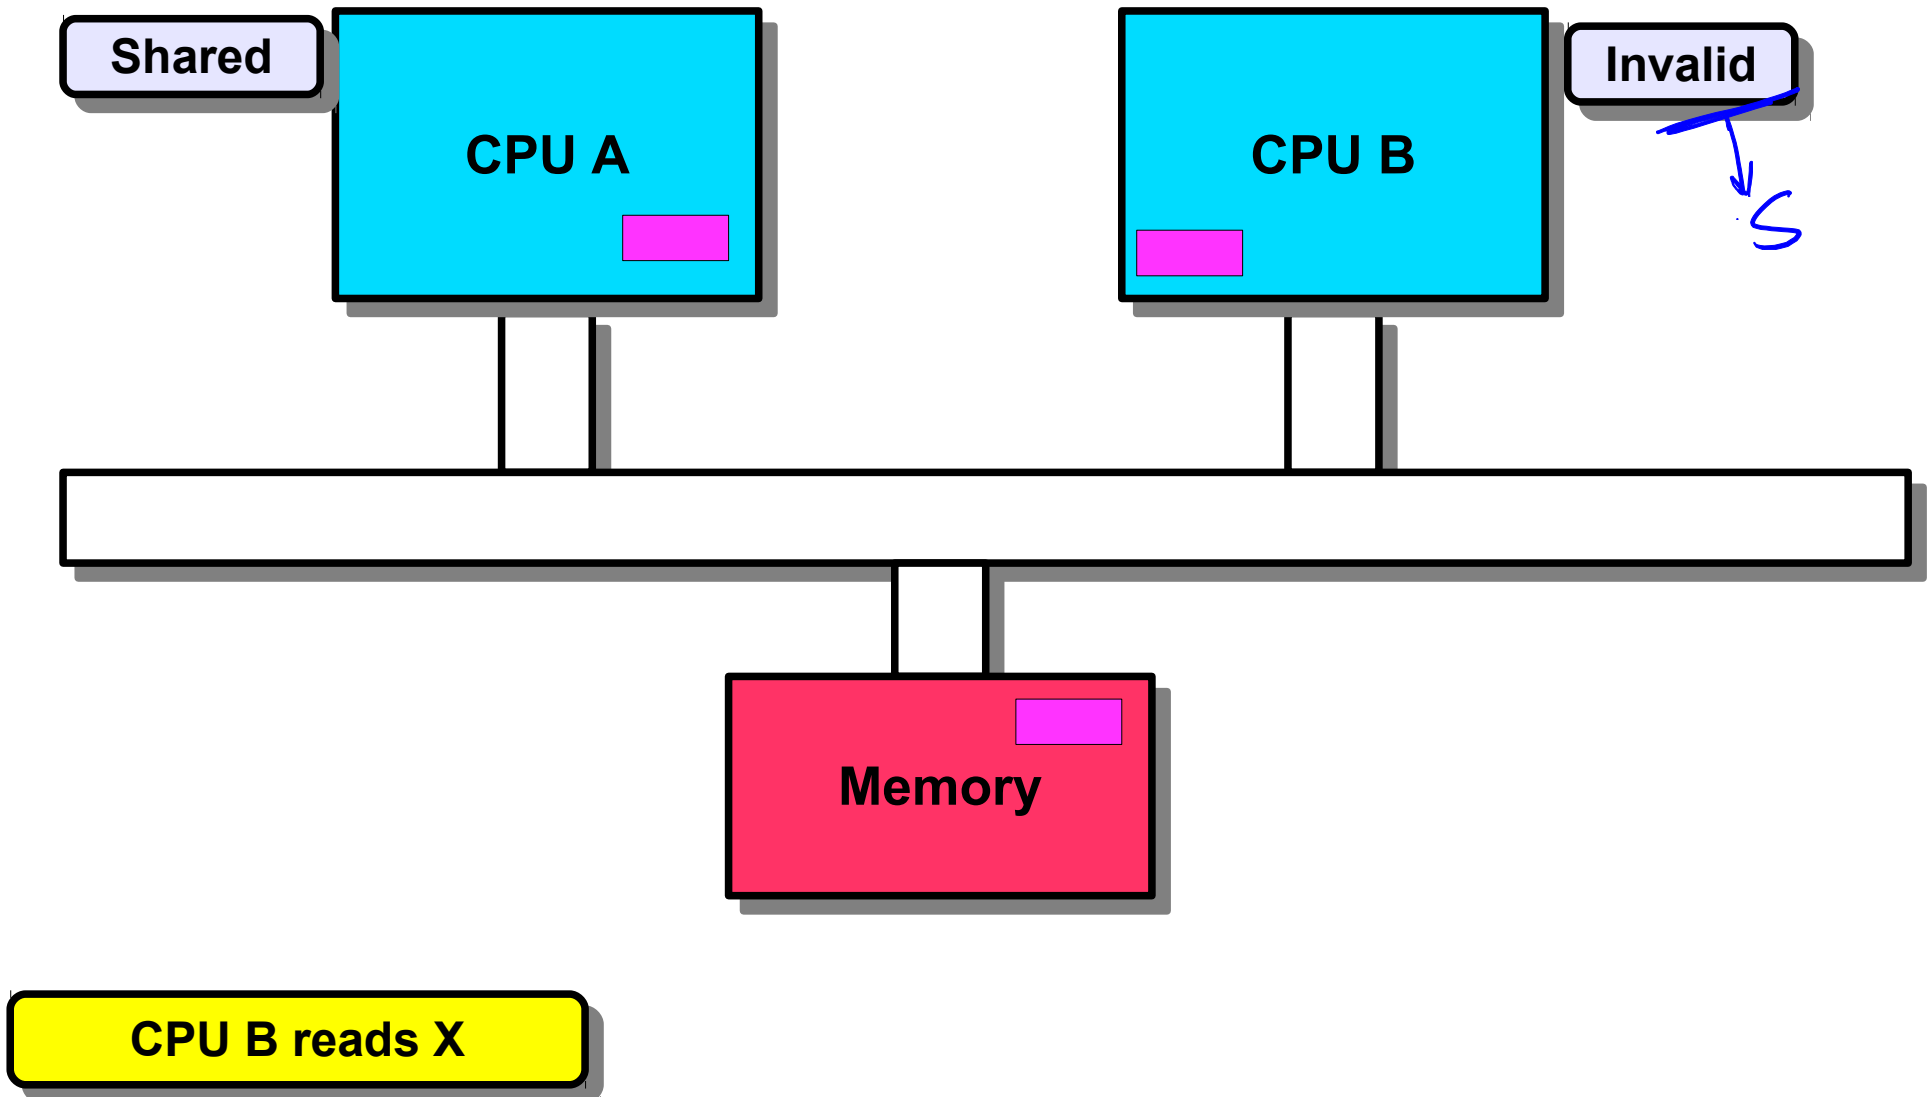 Shared
CPU A
CPU B
Invalid
S
Memory
CPU B reads X